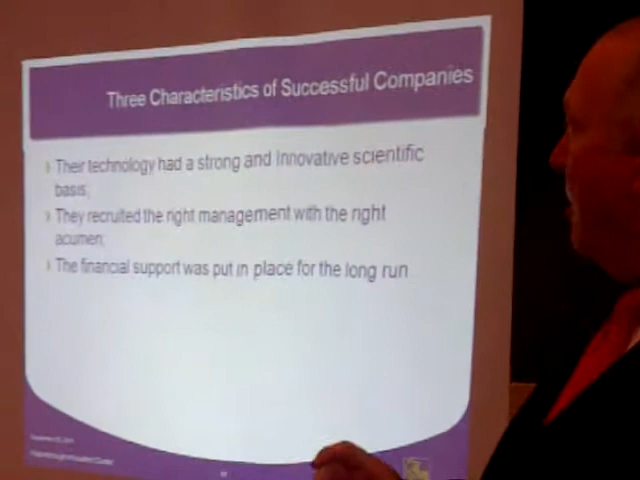 Three Characteristics of Successful Companies
Their technology had a strong and innovative scientific
basis;
They recruited the right management with the right
acumen;
The financial support was put in place for the long run